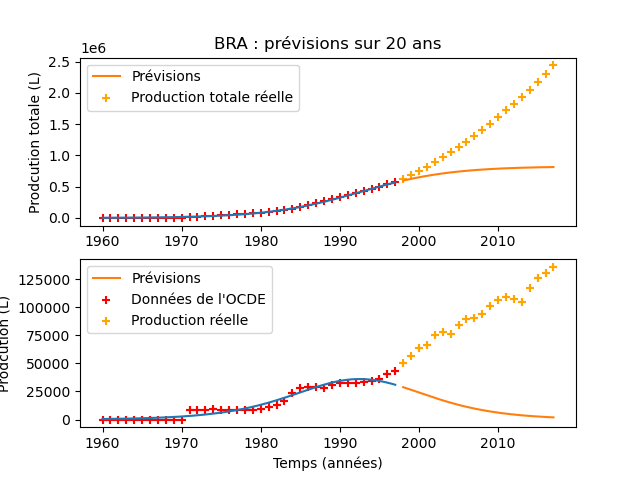 BRA : prévisions sur 20 ans
1e6
Prodcution totale (L)
2.5
2.0
1.5
1.0
0.5
0.0
Prévisions
Production totale réelle
1960 1970 1980 1990 2000 2010
Prodcution (L)
125000
100000
75000
50000
25000
0
Prévisions
Données de l'OCDE
Production réelle
1960 1970 1980 1990 2000 2010
Temps (années)